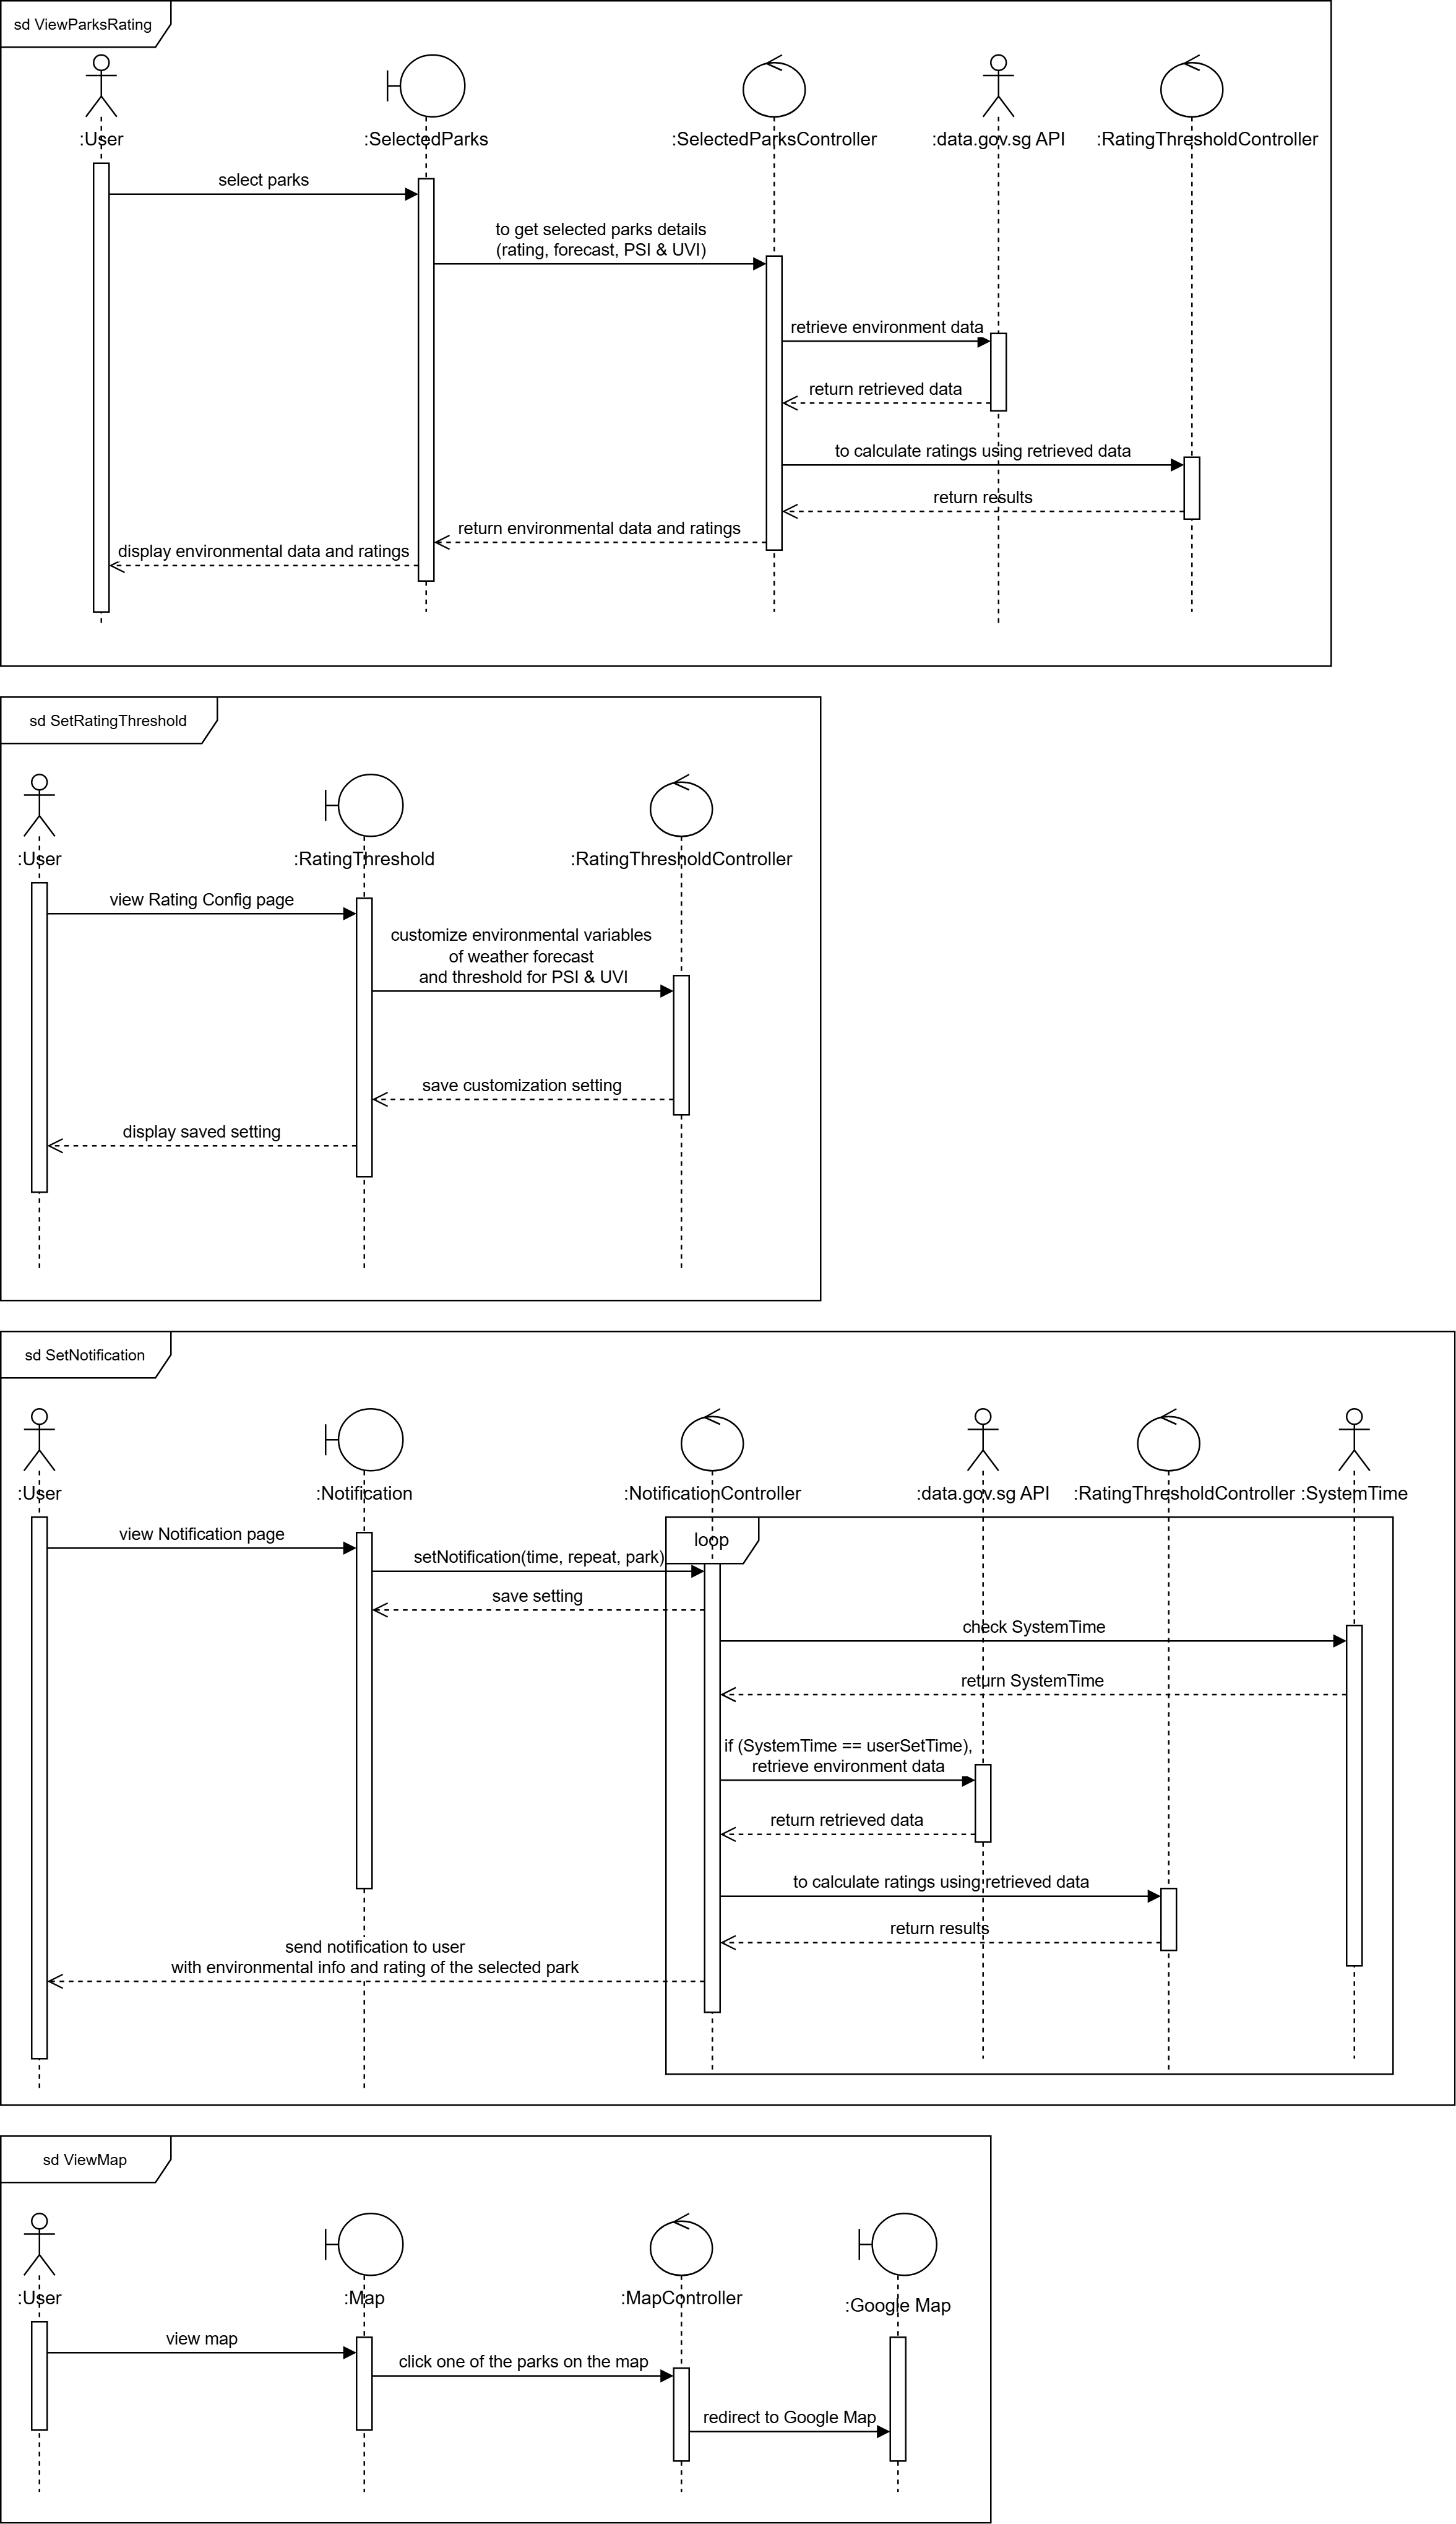 sd ViewParksRating
:User
:SelectedParks
:SelectedParksController
:data.gov.sg API
:RatingThresholdController
select parks
to get selected parks details
(rating, forecast, PSI & UVI)
retrieve environment data
return retrieved data
to calculate ratings using retrieved data
return results
return environmental data and ratings
display environmental data and ratings
sd SetRatingThreshold
:User
:RatingThreshold
:RatingThresholdController
view Rating Config page
customize environmental variables
of weather forecast
and threshold for PSI & UVI
save customization setting
display saved setting
sd SetNotification
:User
:Notification
:NotificationController
:data.gov.sg API
:RatingThresholdController
:SystemTime
loop
view Notification page
setNotification(time, repeat, park)
save setting
check SystemTime
return SystemTime
if (SystemTime == userSetTime),
retrieve environment data
return retrieved data
to calculate ratings using retrieved data
return results
send notification to user
with environmental info and rating of the selected park
sd ViewMap
:User
:Map
:MapController
:Google Map
view map
click one of the parks on the map
redirect to Google Map